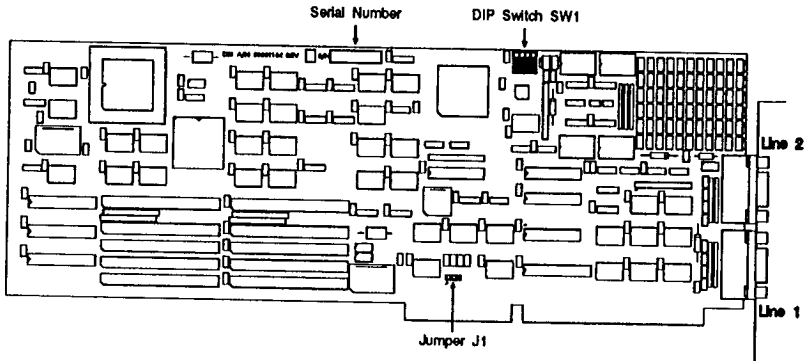 Serial Number
DIP Switch SW1
S/N
Line 2
Line 1
Jumper J1